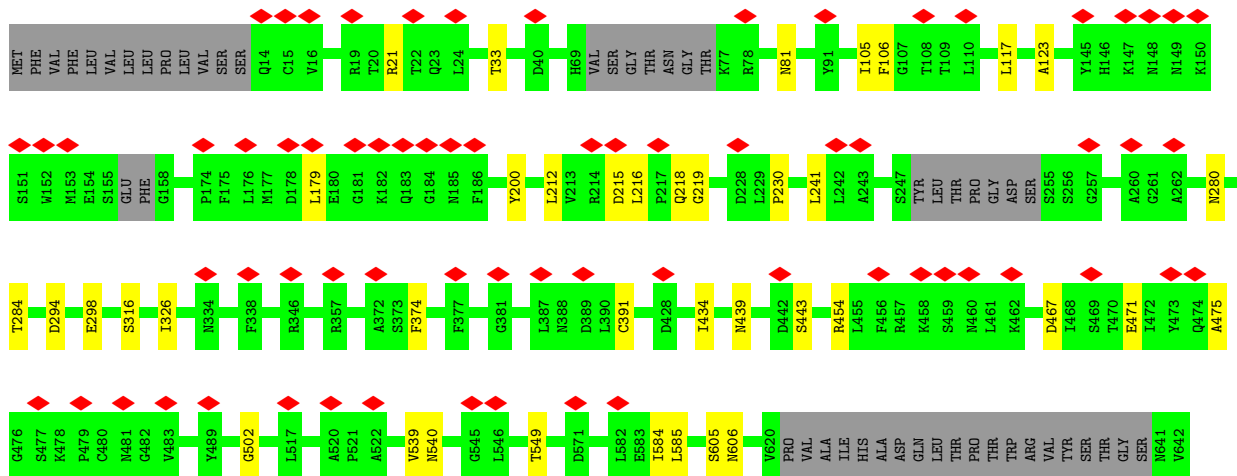 MET PHE VAL PHE LEU VAL LEU LEU PRO LEU VAL SER SER Q14 C15 V16 R19 T20 R21 T22 Q23 L24 T33 D40 H69 VAL SER GLY THR ASN GLY THR K77 R78 N81 Y91 I105 F106 G107 T108 T109 L110 L117 A123 Y145 H146 K147 N148 N149 K150
S151 W152 M153 E154 S155 GLU PHE G158 P174 F175 L176 M177 D178 L179 E180 G181 K182 Q183 G184 N185 F186 Y200 L212 V213 R214 D215 L216 P217 Q218 G219 D228 L229 P230 L241 L242 A243 S247 TYR LEU THR PRO GLY ASP SER S255 S256 G257 A260 G261 A262 N280
T284 D294 E298 S316 I326 N334 F338 R346 R357 A372 S373 F374 F377 G381 L387 N388 D389 L390 C391 D428 I434 N439 D442 S443 R454 L455 F456 R457 K458 S459 N460 L461 K462 D467 I468 S469 T470 E471 I472 Y473 Q474 A475
G476 S477 K478 P479 C480 N481 G482 V483 Y489 G502 L517 A520 P521 A522 V539 N540 G545 L546 T549 D571 L582 E583 I584 L585 S605 N606 V620 PRO VAL ALA ILE HIS ALA ASP GLN LEU THR PRO THR TRP ARG VAL TYR SER THR GLY SER N641 V642